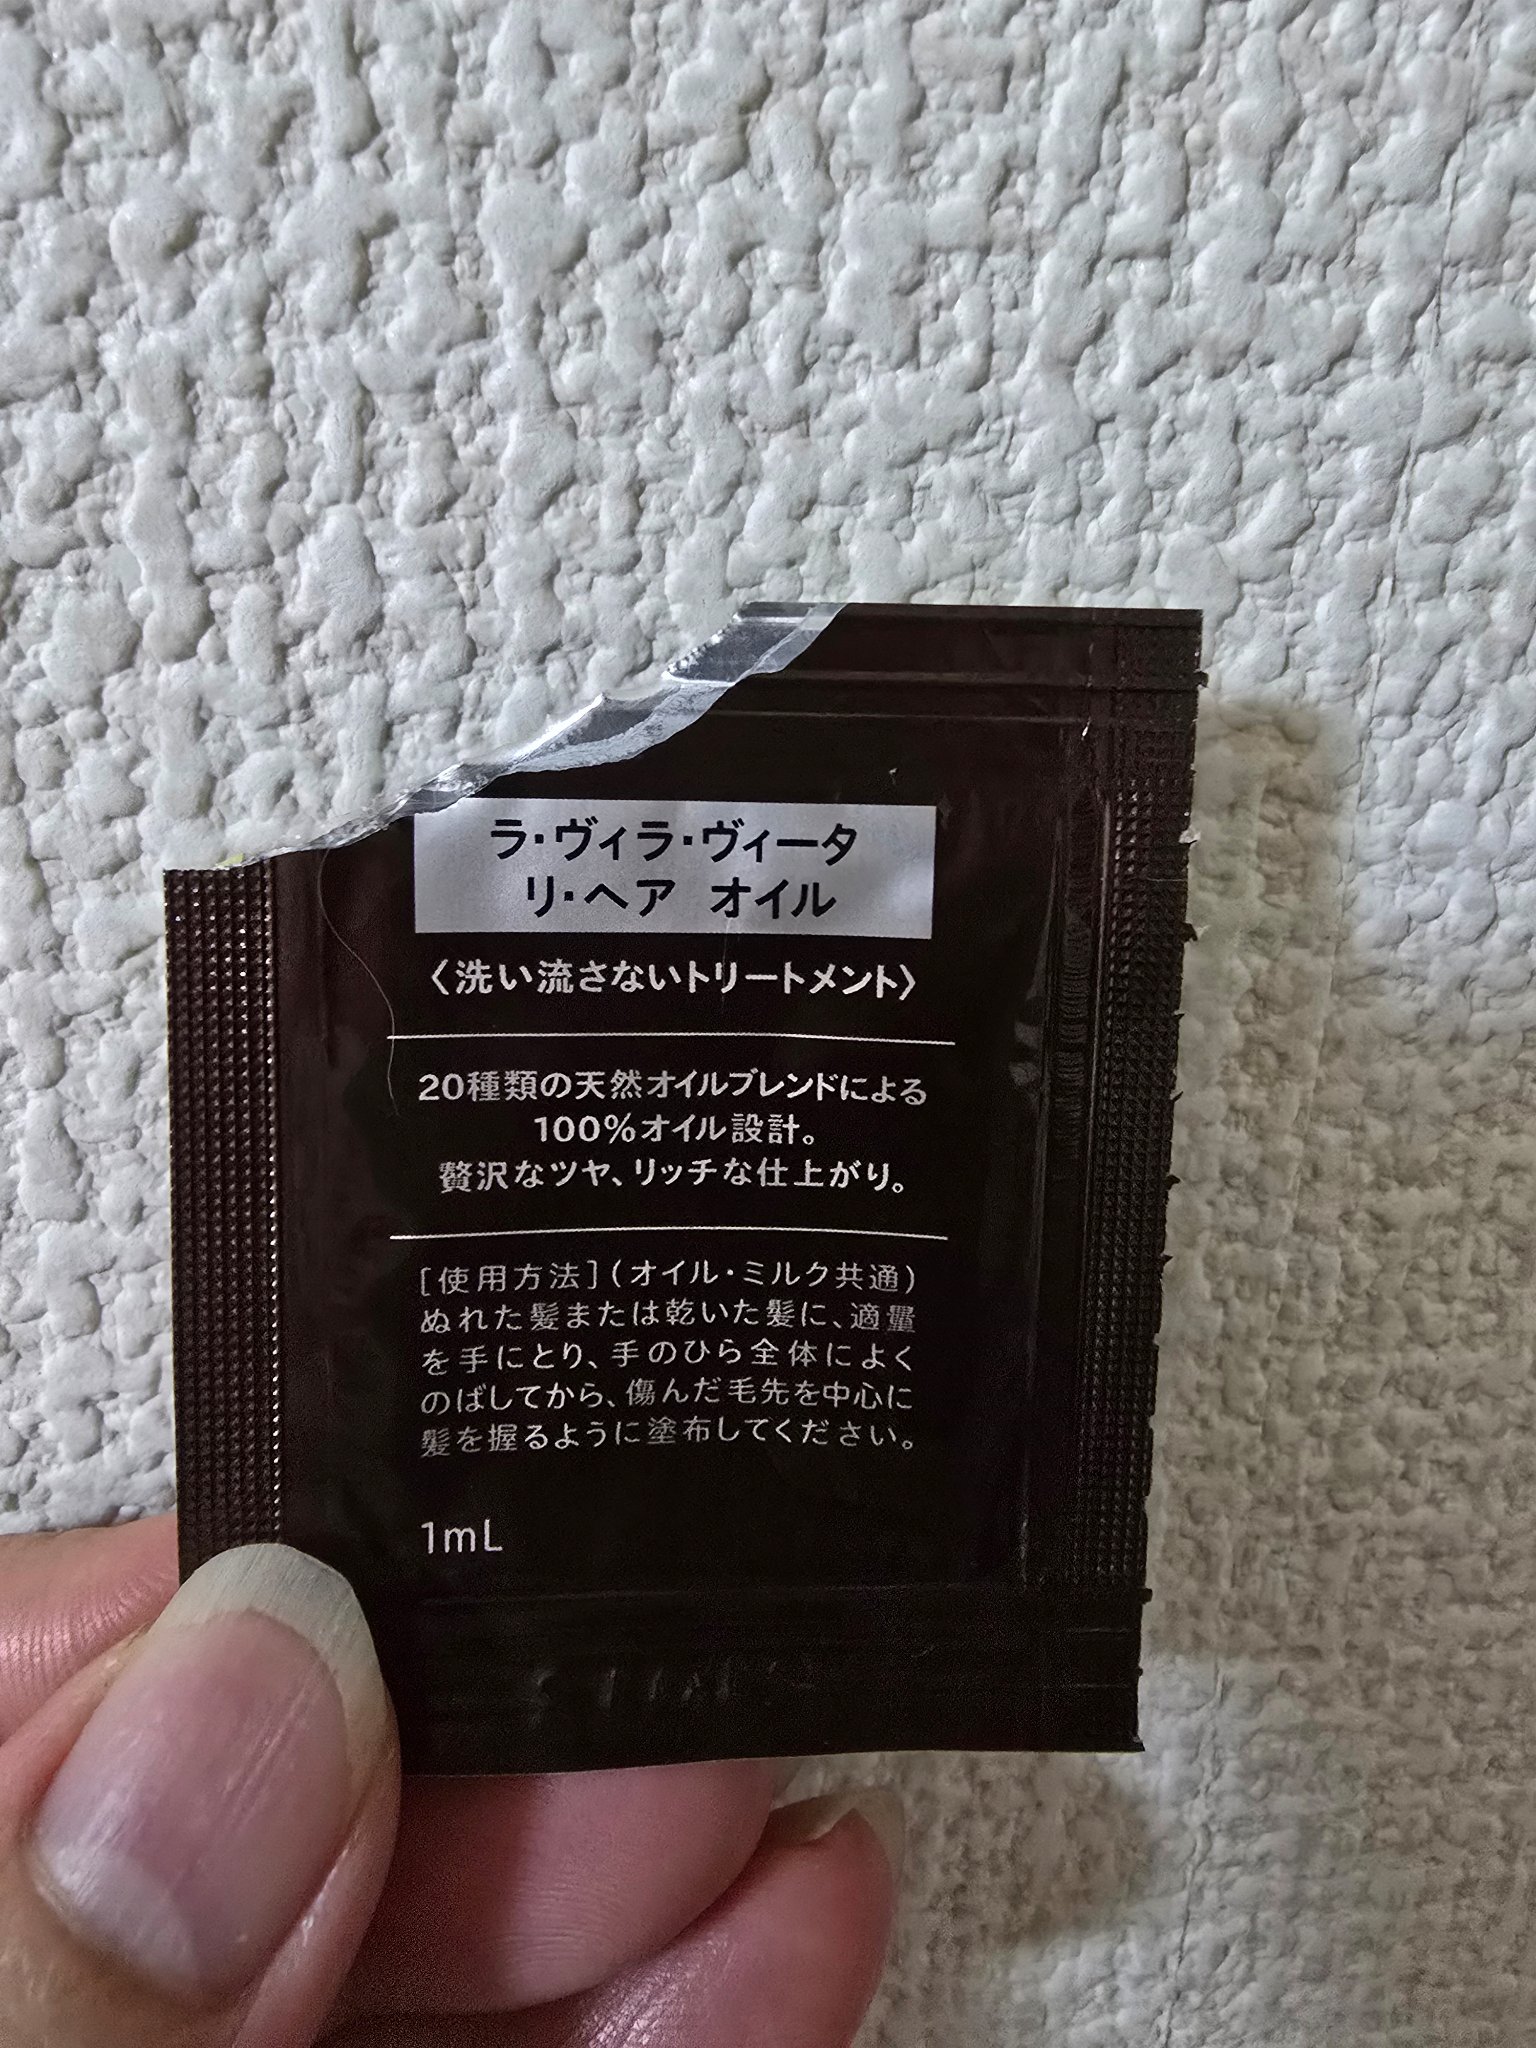 ラ・ヴィラ・ヴィータ
リ・ヘア オイル
〈洗い流さないトリートメント〉
20種類の天然オイルブレンドによる
100%オイル設計。
贅沢なツヤ、リッチな仕上がり。
[使用方法](オイル・ミルク共通)
ぬれた髪または乾いた髪に、適量
を手にとり、手のひら全体によく
のばしてから、傷んだ毛先を中心に
髪を握るように塗布してください。
1mL